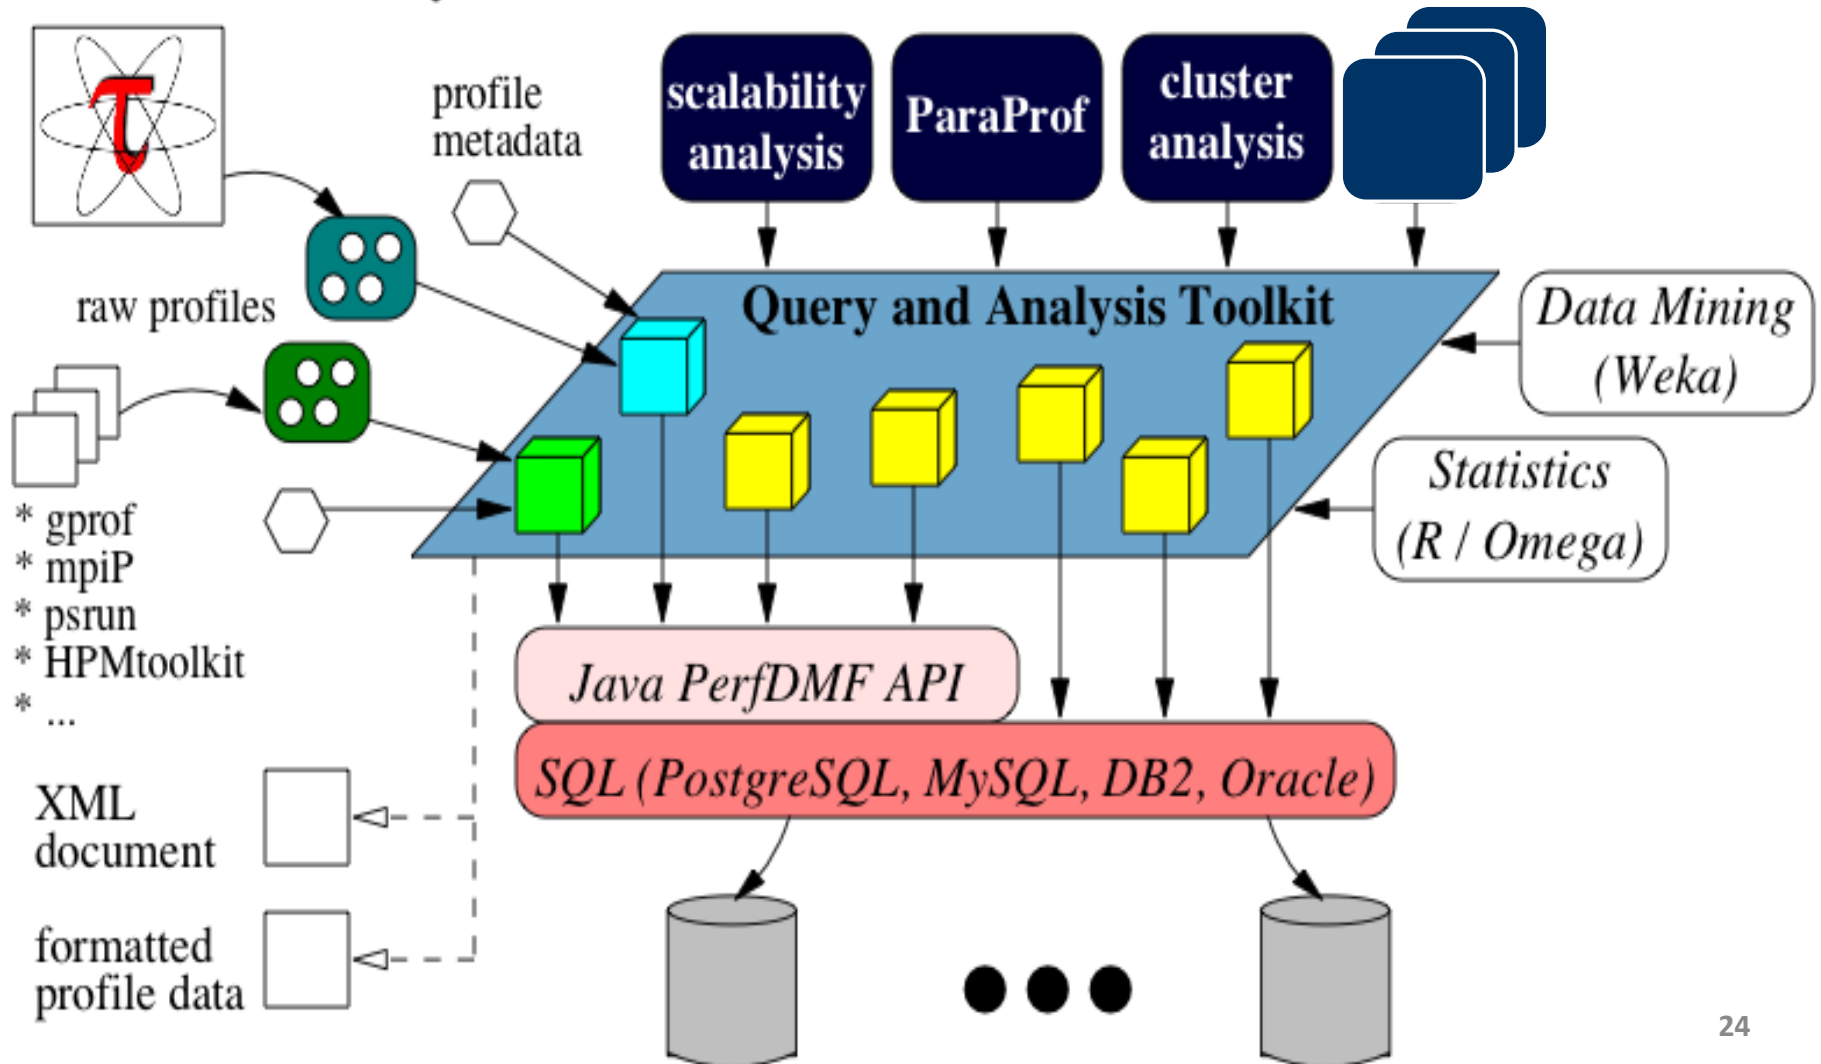 profile
metadata
scalability
analysis
ParaProf
cluster
analysis
τ
raw profiles
Query and Analysis Toolkit
Data Mining
(Weka)
Statistics
(R / Omega)
* gprof
* mpiP
* psrun
* HPMtoolkit
* ...
Java PerfDMF API
SQL (PostgreSQL, MySQL, DB2, Oracle)
XML
document
formatted
profile data
24